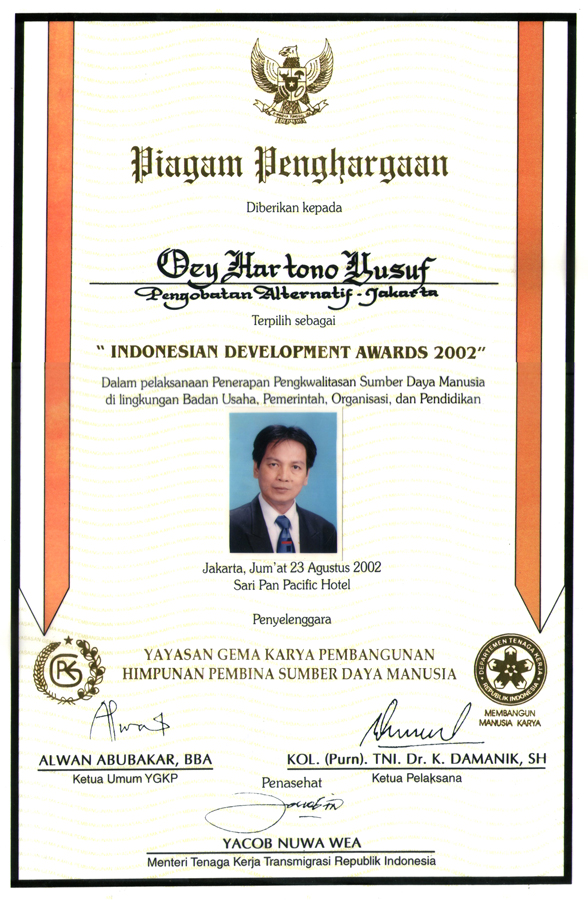 Piagam Penghargaan
Diberikan kepada
Oey Hartono Yusuf
Pengobatan Alternatif - Jakarta
Terpilih sebagai
" INDONESIAN DEVELOPMENT AWARDS 2002"
Dalam pelaksanaan Penerapan Pengkwalitasan Sumber Daya Manusia
di lingkungan Badan Usaha, Pemerintah, Organisasi, dan Pendidikan
Jakarta, Jum'at 23 Agustus 2002
Sari Pan Pacific Hotel
Penyelenggara
YAYASAN GEMA KARYA PEMBANGUNAN
HIMPUNAN PEMBINA SUMBER DAYA MANUSIA
DEPARTEMEN TENAGA KERJA
REPUBLIK INDONESIA
MEMBANGUN
MANUSIA KARYA
ALWAN ABUBAKAR, BBA
Ketua Umum YGKP
KOL. (Purn). TNI. Dr. K. DAMANIK, SH
Ketua Pelaksana
Penasehat
YACOB NUWA WEA
Menteri Tenaga Kerja Transmigrasi Republik Indonesia